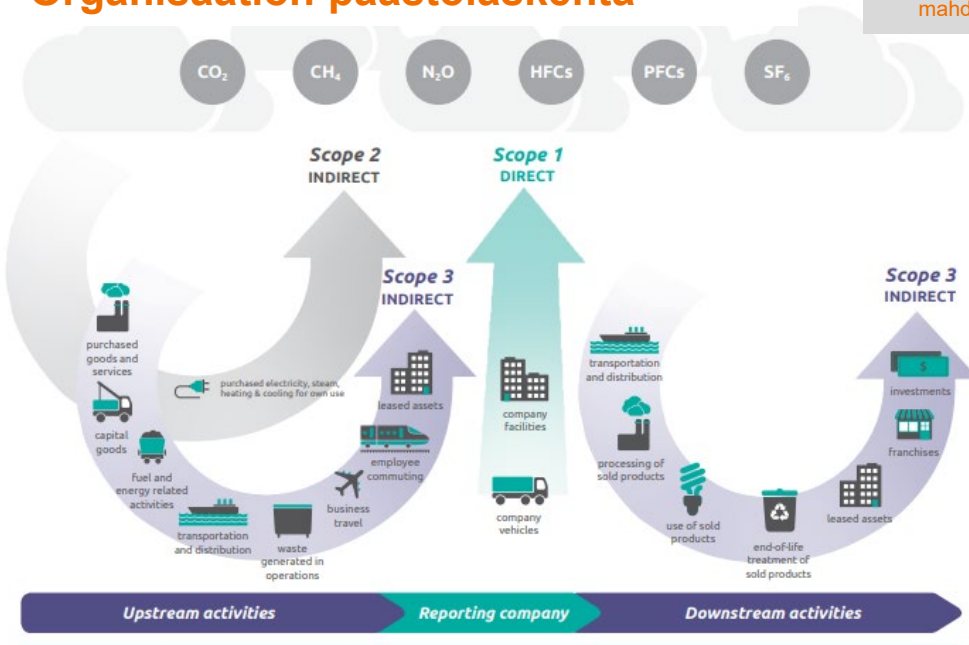 Organisaation päästölaskenta
CO₂
CH₄
N₂O
HFCs
PFCs
SF₆
Scope 2
INDIRECT
Scope 1
DIRECT
Scope 3
INDIRECT
Scope 3
INDIRECT
purchased
goods and
services
capital
goods
fuel and
energy related
activities
transportation
and distribution
waste
generated in
operations
business
travel
employee
commuting
leased assets
purchased electricity, steam,
heating & cooling for own use
company
facilities
company
vehicles
transportation
and distribution
processing of
sold products
use of sold
products
end-of-life
treatment of
sold products
leased assets
franchises
investments
$
Upstream activities
Reporting company
Downstream activities